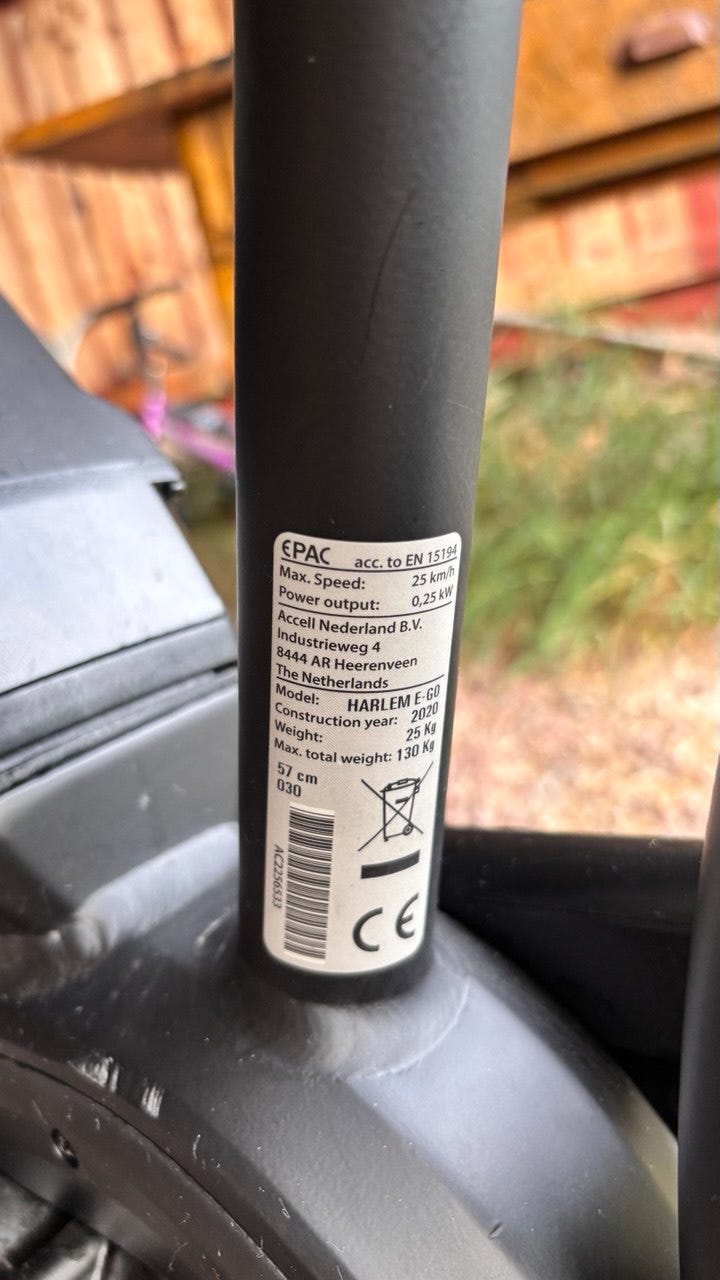 ЄPAC acc. to EN 15194
Max. Speed: 25 km/h
Power output: 0,25 kW
Accell Nederland B.V.
Industrieweg 4
8444 AR Heerenveen
The Netherlands
Model: HARLEM E-GO
Construction year: 2020
Weight: 25 Kg
Max. total weight: 130 Kg
57 cm
030
AC2256533
CE